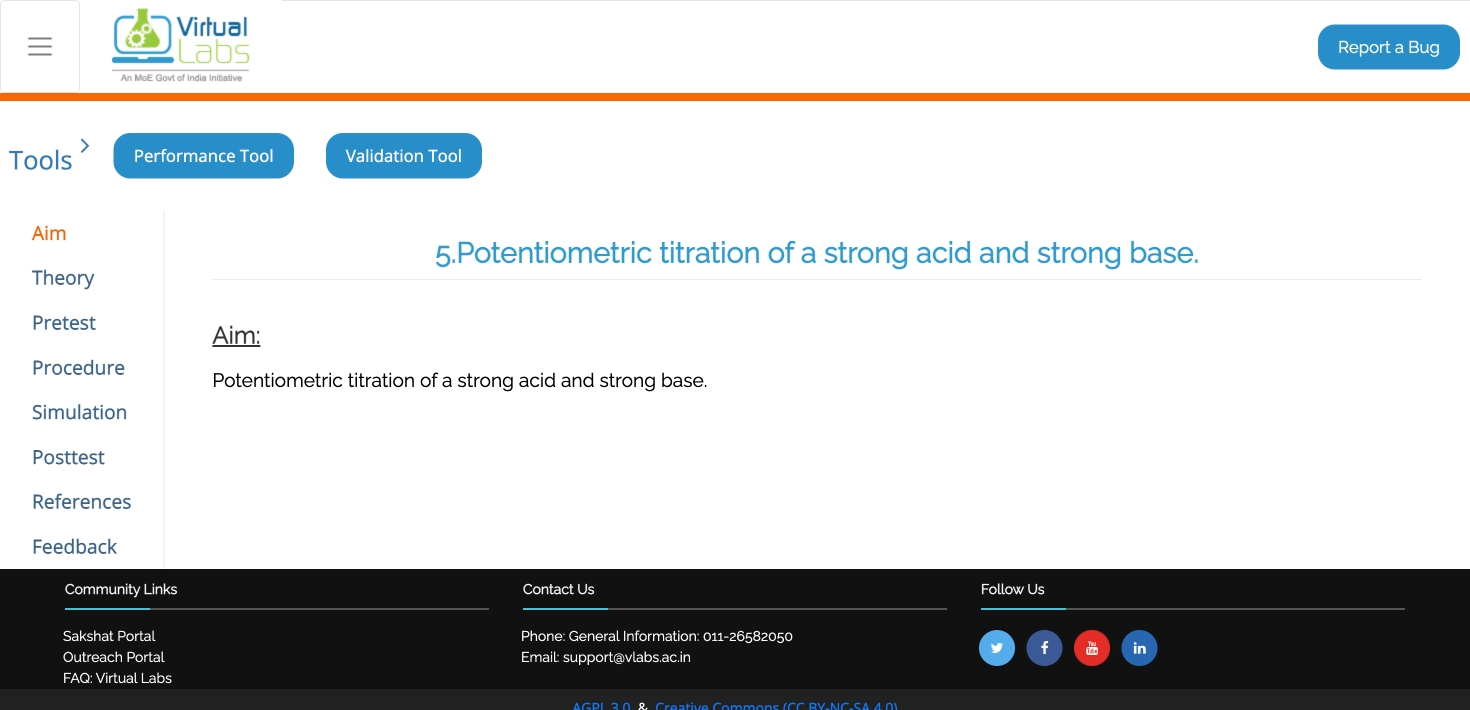 Virtual
Labs
An MoE Govt of India Initiative
Report a Bug
Tools
Performance Tool
Validation Tool
Aim
Theory
Pretest
Procedure
Simulation
Posttest
References
Feedback
5.Potentiometric titration of a strong acid and strong base.
Aim:
Potentiometric titration of a strong acid and strong base.
Community Links
Sakshat Portal
Outreach Portal
FAQ: Virtual Labs
Contact Us
Phone: General Information: 011-26582050
Email: support@vlabs.ac.in
Follow Us
You
Tube
AGPL 3.0 & Creative Commons (CC BY-NC-SA 4.0)